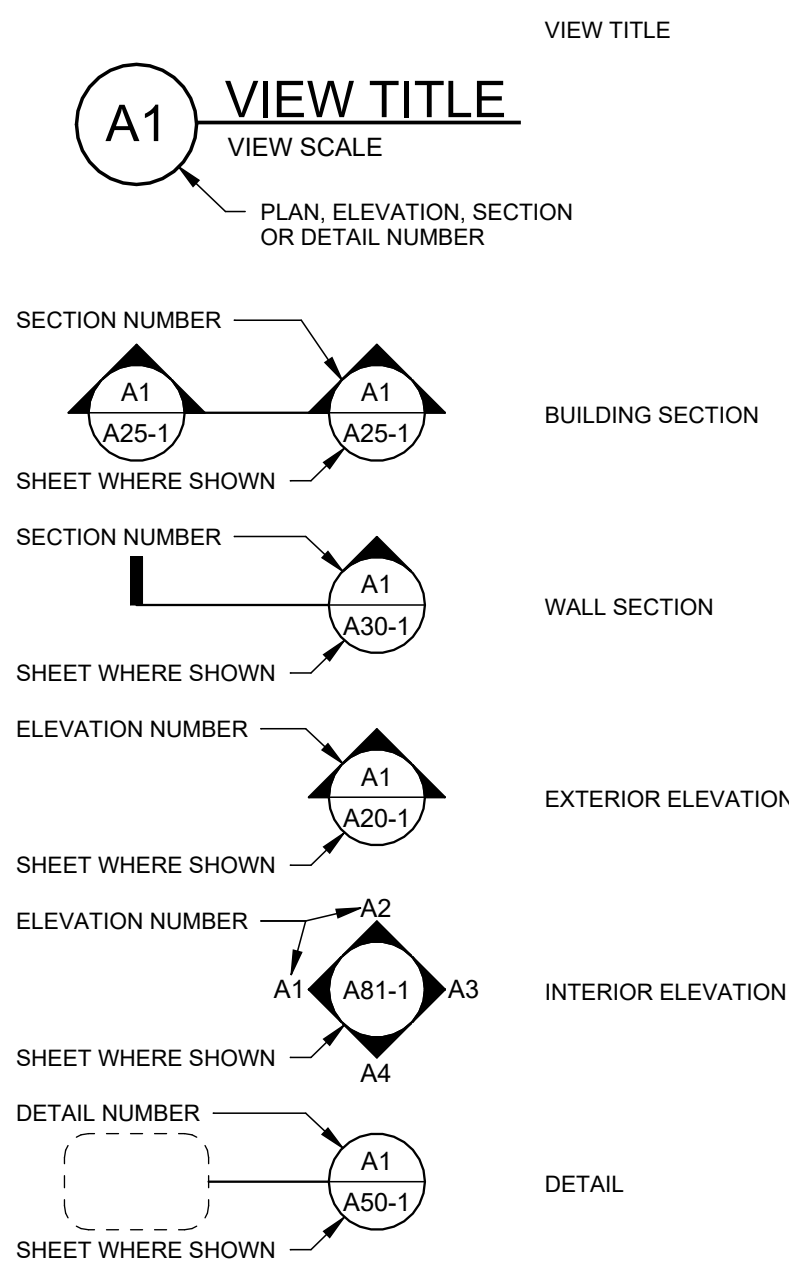 VIEW TITLE
A1
VIEW TITLE
VIEW SCALE
PLAN, ELEVATION, SECTION
OR DETAIL NUMBER
SECTION NUMBER
A1
A1
A25-1
A25-1
BUILDING SECTION
SHEET WHERE SHOWN
SECTION NUMBER
A1
A30-1
WALL SECTION
SHEET WHERE SHOWN
ELEVATION NUMBER
A1
A20-1
EXTERIOR ELEVATION
SHEET WHERE SHOWN
ELEVATION NUMBER
A2
A1
A81-1
A3
INTERIOR ELEVATION
SHEET WHERE SHOWN
A4
DETAIL NUMBER
A1
A50-1
DETAIL
SHEET WHERE SHOWN